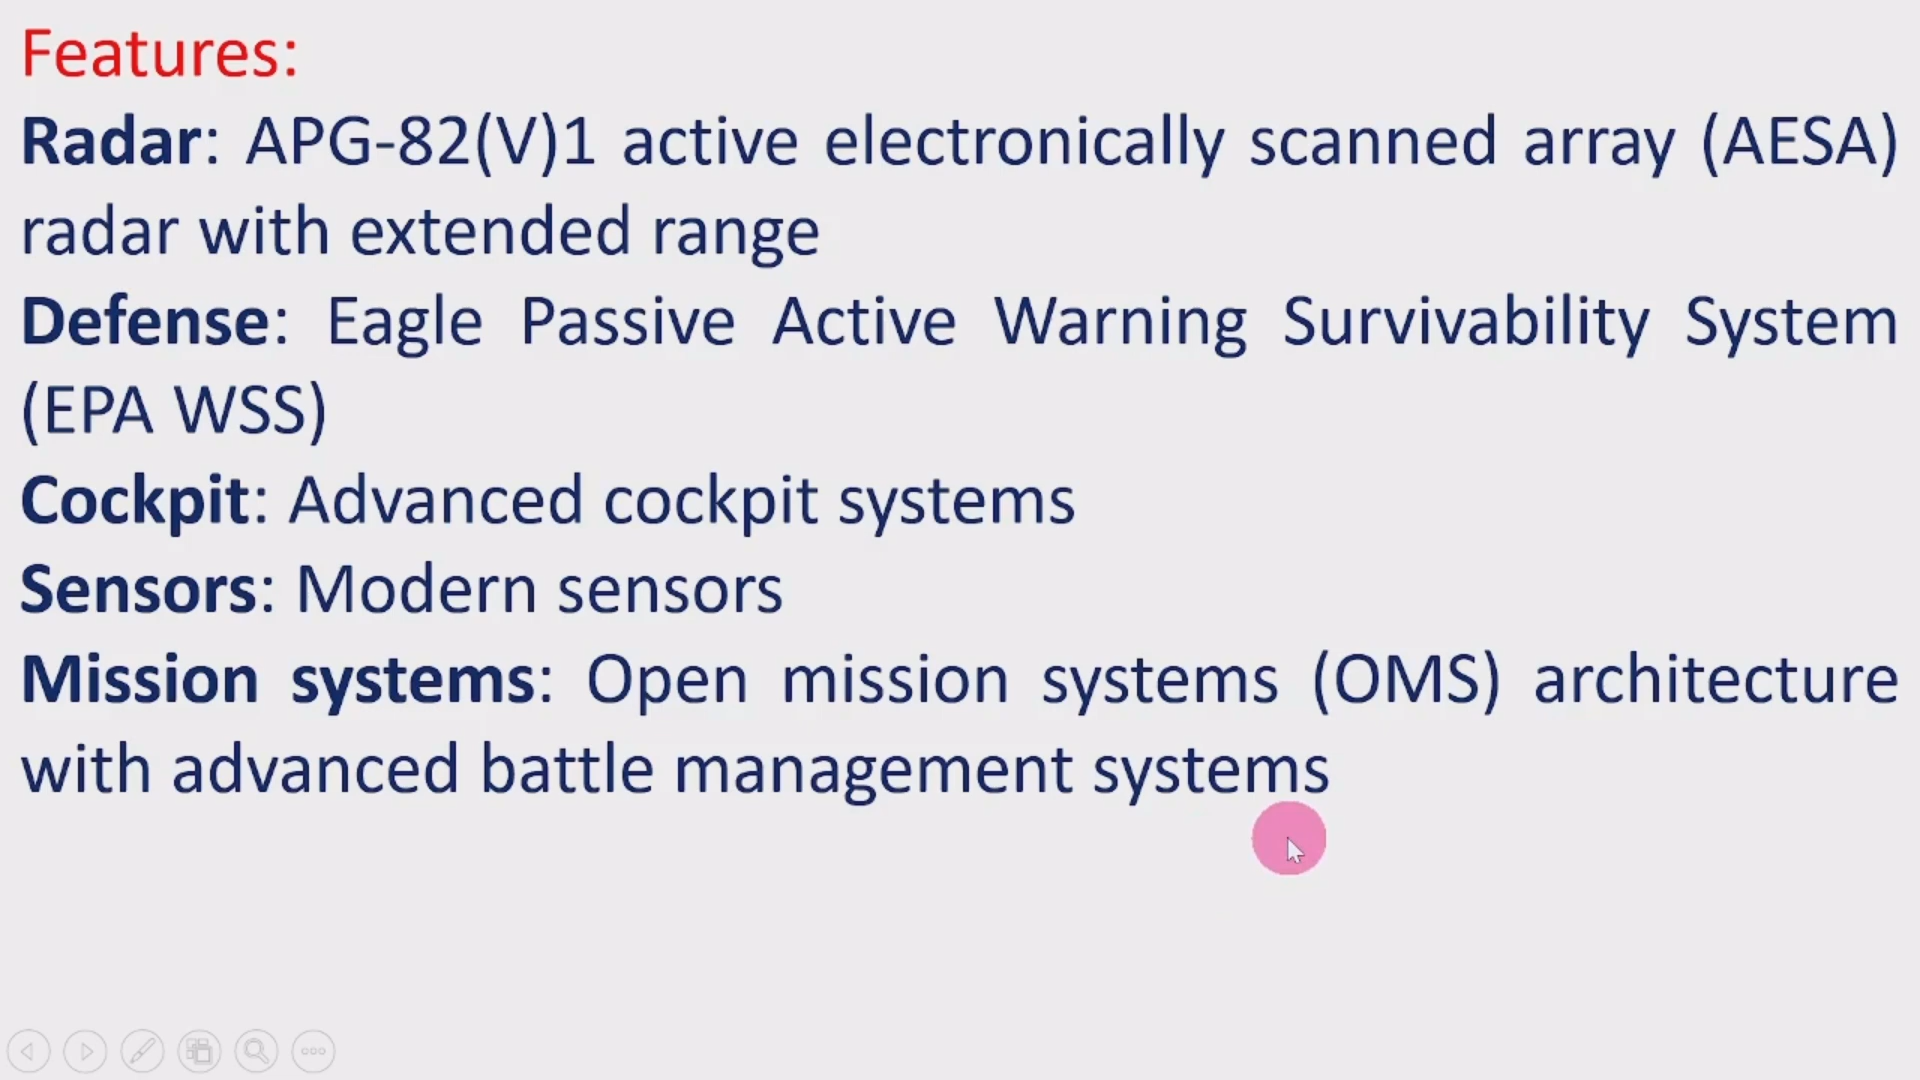 Features:
Radar: APG-82(V)1 active electronically scanned array (AESA)
radar with extended range
Defense: Eagle Passive Active Warning Survivability System
(EPA WSS)
Cockpit: Advanced cockpit systems
Sensors: Modern sensors
Mission systems: Open mission systems (OMS) architecture
with advanced battle management systems